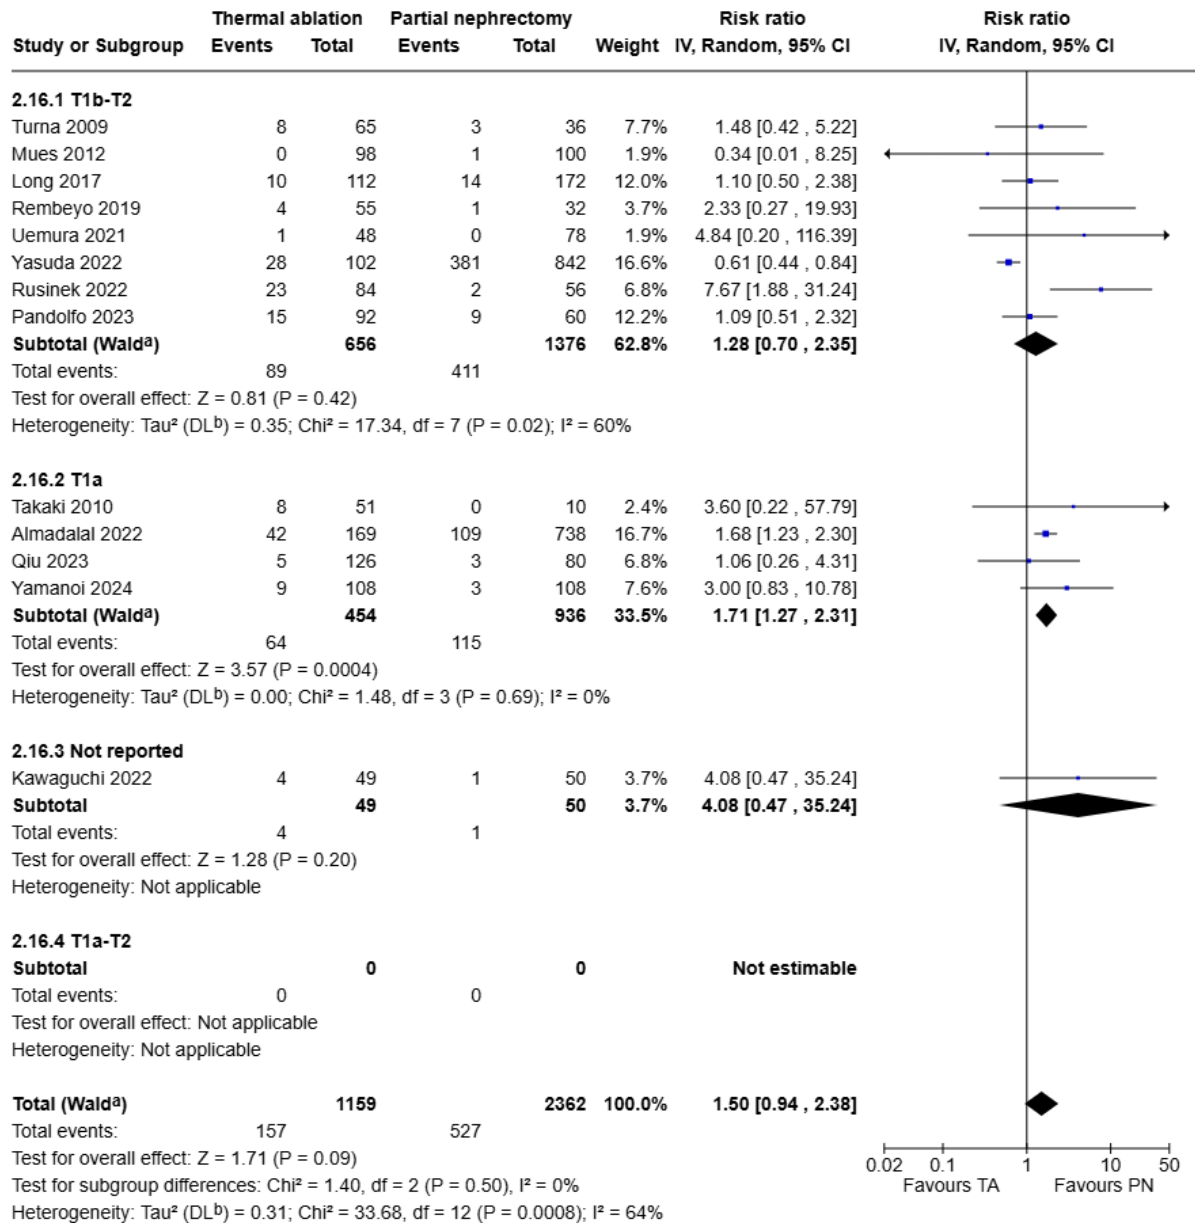 Thermal ablation Partial nephrectomy Risk ratio Risk ratio
Study or Subgroup Events Total Events Total Weight IV, Random, 95% CI IV, Random, 95% CI
2.16.1 T1b-T2
Turna 2009 8 65 3 36 7.7% 1.48 [0.42 , 5.22]
Mues 2012 0 98 1 100 1.9% 0.34 [0.01 , 8.25]
Long 2017 10 112 14 172 12.0% 1.10 [0.50 , 2.38]
Rembeyo 2019 4 55 1 32 3.7% 2.33 [0.27 , 19.93]
Uemura 2021 1 48 0 78 1.9% 4.84 [0.20 , 116.39]
Yasuda 2022 28 102 381 842 16.6% 0.61 [0.44 , 0.84]
Rusinek 2022 23 84 2 56 6.8% 7.67 [1.88 , 31.24]
Pandolfo 2023 15 92 9 60 12.2% 1.09 [0.51 , 2.32]
Subtotal (Waldᵃ) 656 1376 62.8% 1.28 [0.70 , 2.35]
Total events: 89 411
Test for overall effect: Z = 0.81 (P = 0.42)
Heterogeneity: Tau² (DLᵇ) = 0.35; Chi² = 17.34, df = 7 (P = 0.02); I² = 60%
2.16.2 T1a
Takaki 2010 8 51 0 10 2.4% 3.60 [0.22 , 57.79]
Almadalal 2022 42 169 109 738 16.7% 1.68 [1.23 , 2.30]
Qiu 2023 5 126 3 80 6.8% 1.06 [0.26 , 4.31]
Yamanoi 2024 9 108 3 108 7.6% 3.00 [0.83 , 10.78]
Subtotal (Waldᵃ) 454 936 33.5% 1.71 [1.27 , 2.31]
Total events: 64 115
Test for overall effect: Z = 3.57 (P = 0.0004)
Heterogeneity: Tau² (DLᵇ) = 0.00; Chi² = 1.48, df = 3 (P = 0.69); I² = 0%
2.16.3 Not reported
Kawaguchi 2022 4 49 1 50 3.7% 4.08 [0.47 , 35.24]
Subtotal 49 50 3.7% 4.08 [0.47 , 35.24]
Total events: 4 1
Test for overall effect: Z = 1.28 (P = 0.20)
Heterogeneity: Not applicable
2.16.4 T1a-T2
Subtotal 0 0 Not estimable
Total events: 0 0
Test for overall effect: Not applicable
Heterogeneity: Not applicable
Total (Waldᵃ) 1159 2362 100.0% 1.50 [0.94 , 2.38]
Total events: 157 527
Test for overall effect: Z = 1.71 (P = 0.09)
Test for subgroup differences: Chi² = 1.40, df = 2 (P = 0.50), I² = 0%
Heterogeneity: Tau² (DLᵇ) = 0.31; Chi² = 33.68, df = 12 (P = 0.0008); I² = 64%
0.02 0.1 1 10 50
Favours TA Favours PN